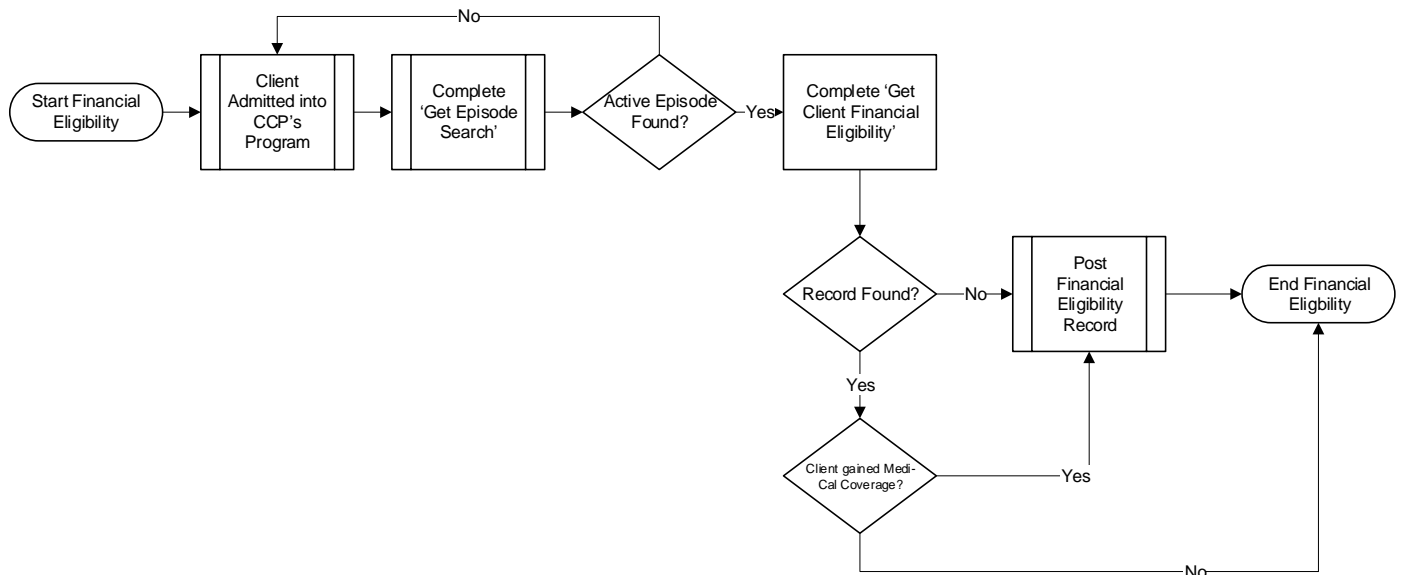 No
Start Financial
Eligibility
Client
Admitted into
CCP's
Program
Complete
‘Get Episode
Search’
Active Episode
Found?
Yes
Complete ‘Get
Client Financial
Eligibility’
Record Found?
No
Post
Financial
Eligibility
Record
End Financial
Eligbility
Yes
Client gained Medi-
Cal Coverage?
Yes
No